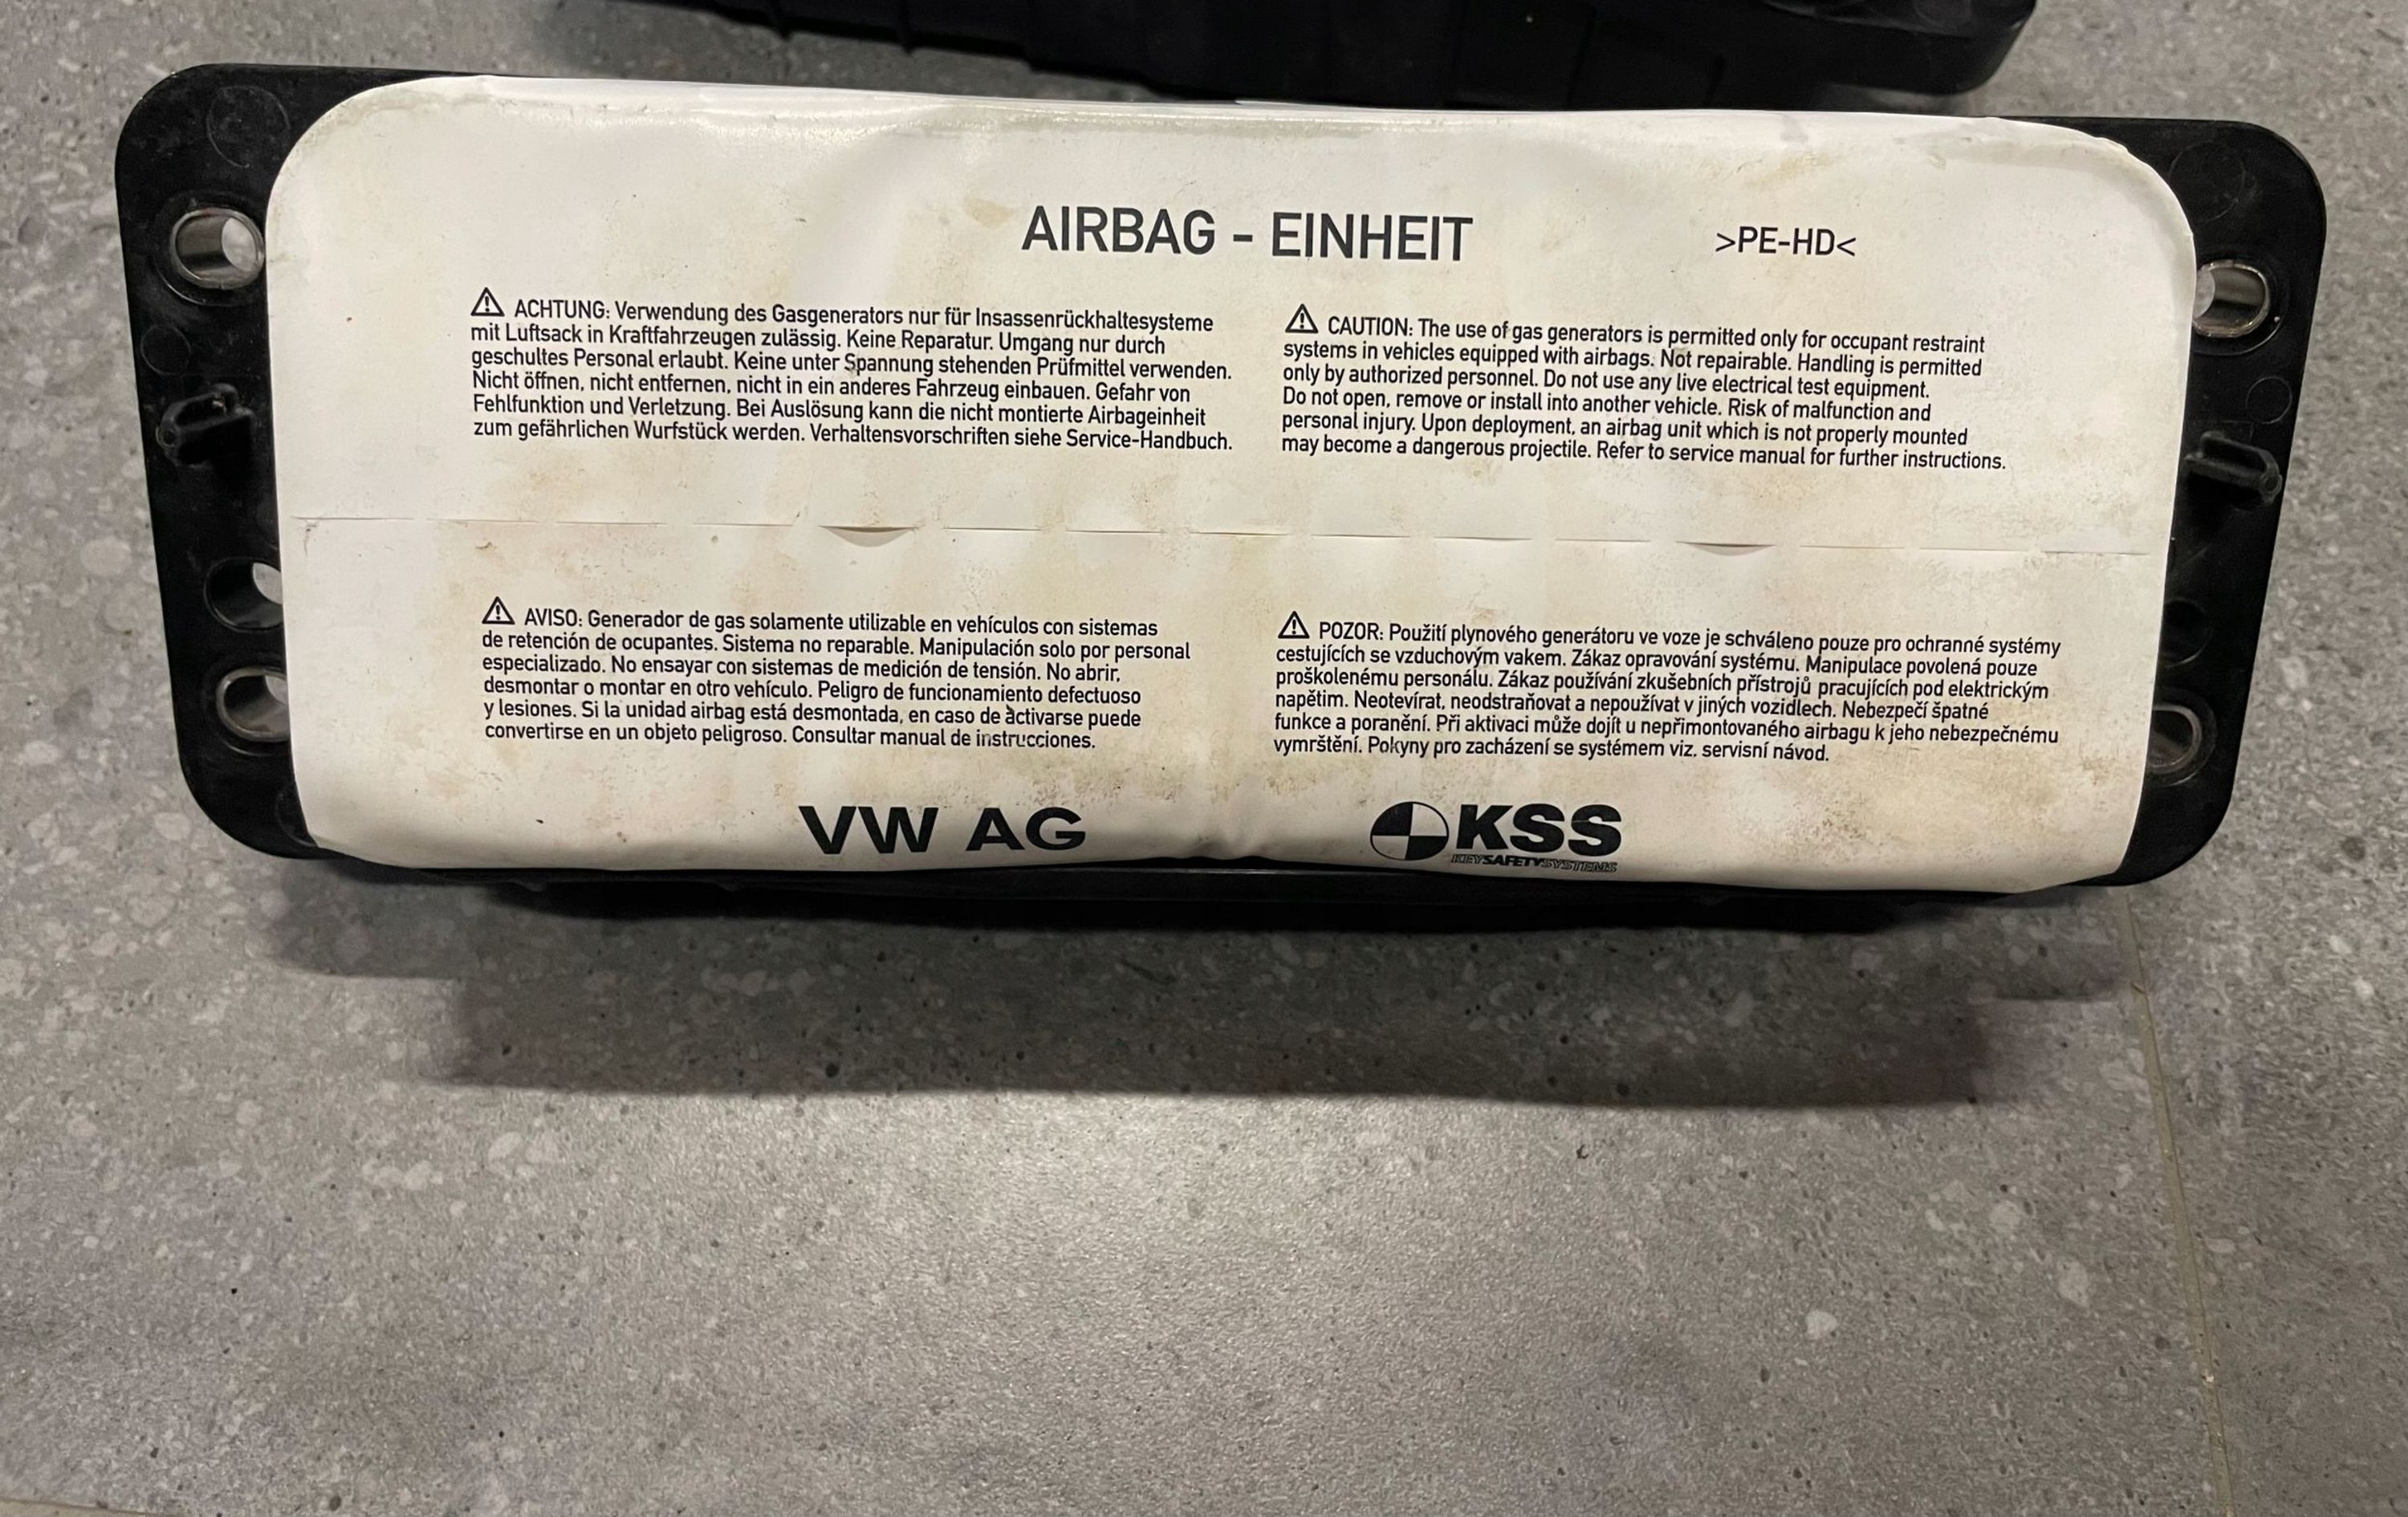 AIRBAG - EINHEIT
>PE-HD<
ACHTUNG: Verwendung des Gasgenerators nur für Insassenrückhaltesysteme
mit Luftsack in Kraftfahrzeugen zulässig. Keine Reparatur. Umgang nur durch
geschultes Personal erlaubt. Keine unter Spannung stehenden Prüfmittel verwenden.
Nicht öffnen, nicht entfernen, nicht in ein anderes Fahrzeug einbauen. Gefahr von
Fehlfunktion und Verletzung. Bei Auslösung kann die nicht montierte Airbageinheit
zum gefährlichen Wurfstück werden. Verhaltensvorschriften siehe Service-Handbuch.
CAUTION: The use of gas generators is permitted only for occupant restraint
systems in vehicles equipped with airbags. Not repairable. Handling is permitted
only by authorized personnel. Do not use any live electrical test equipment.
Do not open, remove or install into another vehicle. Risk of malfunction and
personal injury. Upon deployment, an airbag unit which is not properly mounted
may become a dangerous projectile. Refer to service manual for further instructions.
AVISO: Generador de gas solamente utilizable en vehículos con sistemas
de retención de ocupantes. Sistema no reparable. Manipulación solo por personal
especializado. No ensayar con sistemas de medición de tensión. No abrir,
desmontar o montar en otro vehículo. Peligro de funcionamiento defectuoso
y lesiones. Si la unidad airbag está desmontada, en caso de activarse puede
convertirse en un objeto peligroso. Consultar manual de instrucciones.
POZOR: Použití plynového generátoru ve voze je schváleno pouze pro ochranné systémy
cestujících se vzduchovým vakem. Zákaz opravování systému. Manipulace povolená pouze
proškolenému personálu. Zákaz používání zkušebních přístrojů pracujících pod elektrickým
napětim. Neotevírat, neodstraňovat a nepoužívat v jiných vozidlech. Nebezpečí špatné
funkce a poranění. Při aktivaci může dojít u nepřimontovaného airbagu k jeho nebezpečnému
vymrštění. Pokyny pro zacházení se systémem viz. servisní návod.
VW AG
KSS
KEYSAFETYSYSTEMS